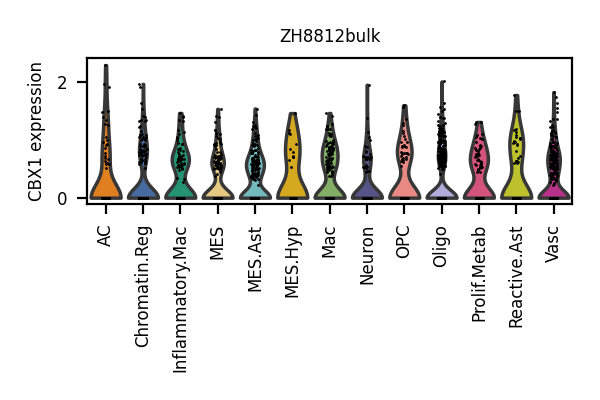 ZH8812bulk
CBX1 expression
2
0
AC
Chromatin.Reg
Inflammatory.Mac
MES
MES.Ast
MES.Hyp
Mac
Neuron
OPC
Oligo
Prolif.Metab
Reactive.Ast
Vasc